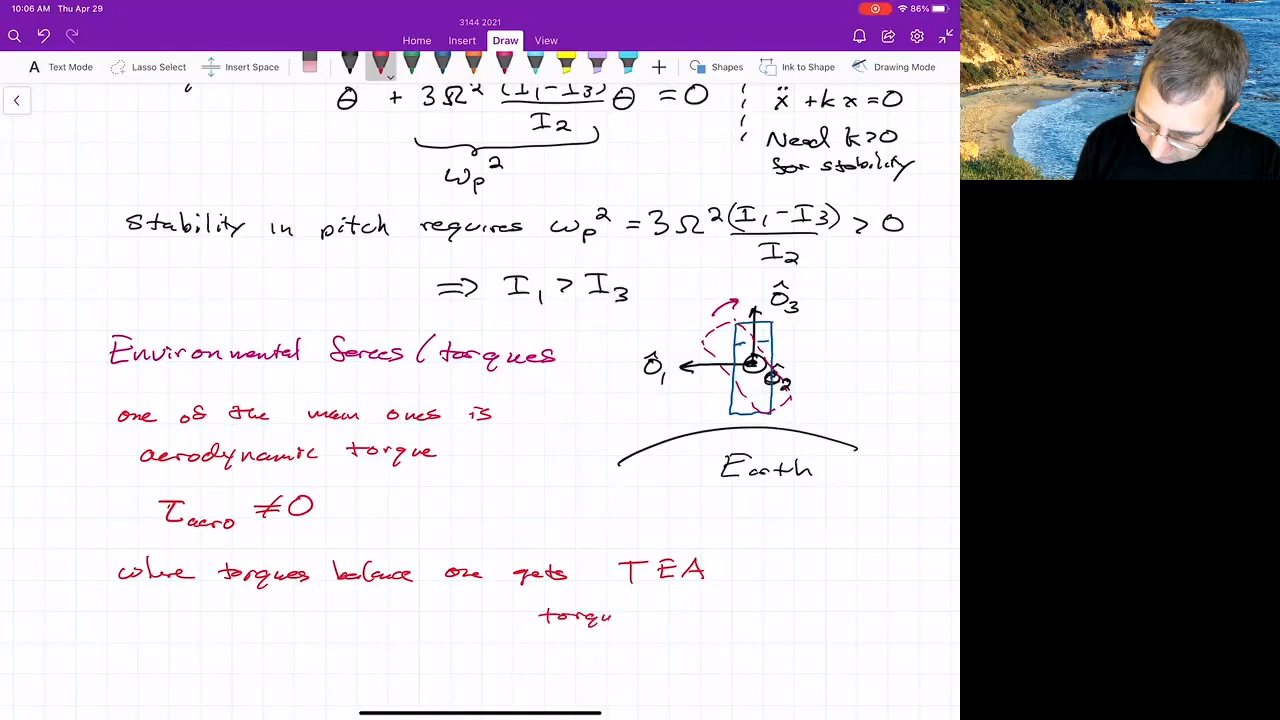 10:06 AM Thu Apr 29
86%
3144 2021
Home Insert Draw View
Text Mode Lasso Select Insert Space Shapes Ink to Shape Drawing Mode
θ + 3Ω² (I₁-I₃) θ = 0
I₂
ωₚ²
ẍ + k x = 0
Need k>0
for stability
Stability in pitch requires ωₚ² = 3Ω² (I₁-I₃) > 0
I₂
⇒ I₁ > I₃
Ô₃
Ô₁
Ô₂
Earth
Environmental forces/torques
one of the main ones is
aerodynamic torque
τaero ≠ 0
where torques balance one gets TEA
torqu